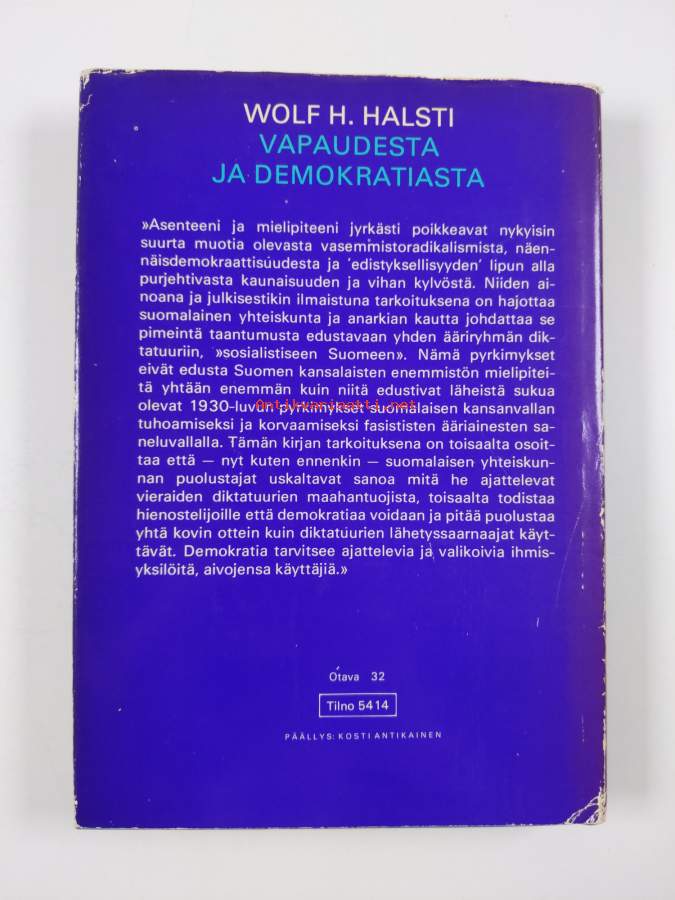 WOLF H. HALSTI
VAPAUDESTA
JA DEMOKRATIASTA
»Asenteeni ja mielipiteeni jyrkästi poikkeavat nykyisin
suurta muotia olevasta vasemmistoradikalismista, näen-
näisdemokraattisuudesta ja 'edistyksellisyyden' lipun alla
purjehtivasta kaunaisuuden ja vihan kylvöstä. Niiden ai-
noana ja julkisestikin ilmaistuna tarkoituksena on hajottaa
suomalainen yhteiskunta ja anarkian kautta johdattaa se
pimeintä taantumusta edustavaan yhden ääriryhmän dik-
tatuuriin, »sosialistiseen Suomeen». Nämä pyrkimykset
eivät edusta Suomen kansalaisten enemmistön mielipitei-
tä yhtään enemmän kuin niitä edustivat läheistä sukua
olevat 1930-luvun pyrkimykset suomalaisen kansanvallan
Antikvariaatti.net
tuhoamiseksi ja korvaamiseksi fasististen ääriainesten sa-
neluvallalla. Tämän kirjan tarkoituksena on toisaalta osoit-
taa että — nyt kuten ennenkin — suomalaisen yhteiskun-
nan puolustajat uskaltavat sanoa mitä he ajattelevat
vieraiden diktatuurien maahantuojista, toisaalta todistaa
hienostelijoille että demokratiaa voidaan ja pitää puolustaa
yhtä kovin ottein kuin diktatuurien lähetyssaarnaajat käyt-
tävät. Demokratia tarvitsee ajattelevia ja valikoivia ihmis-
yksilöitä, aivojensa käyttäjiä.»
Otava 32
Tilno 5414
PÄÄLLYS: KOSTI ANTIKAINEN